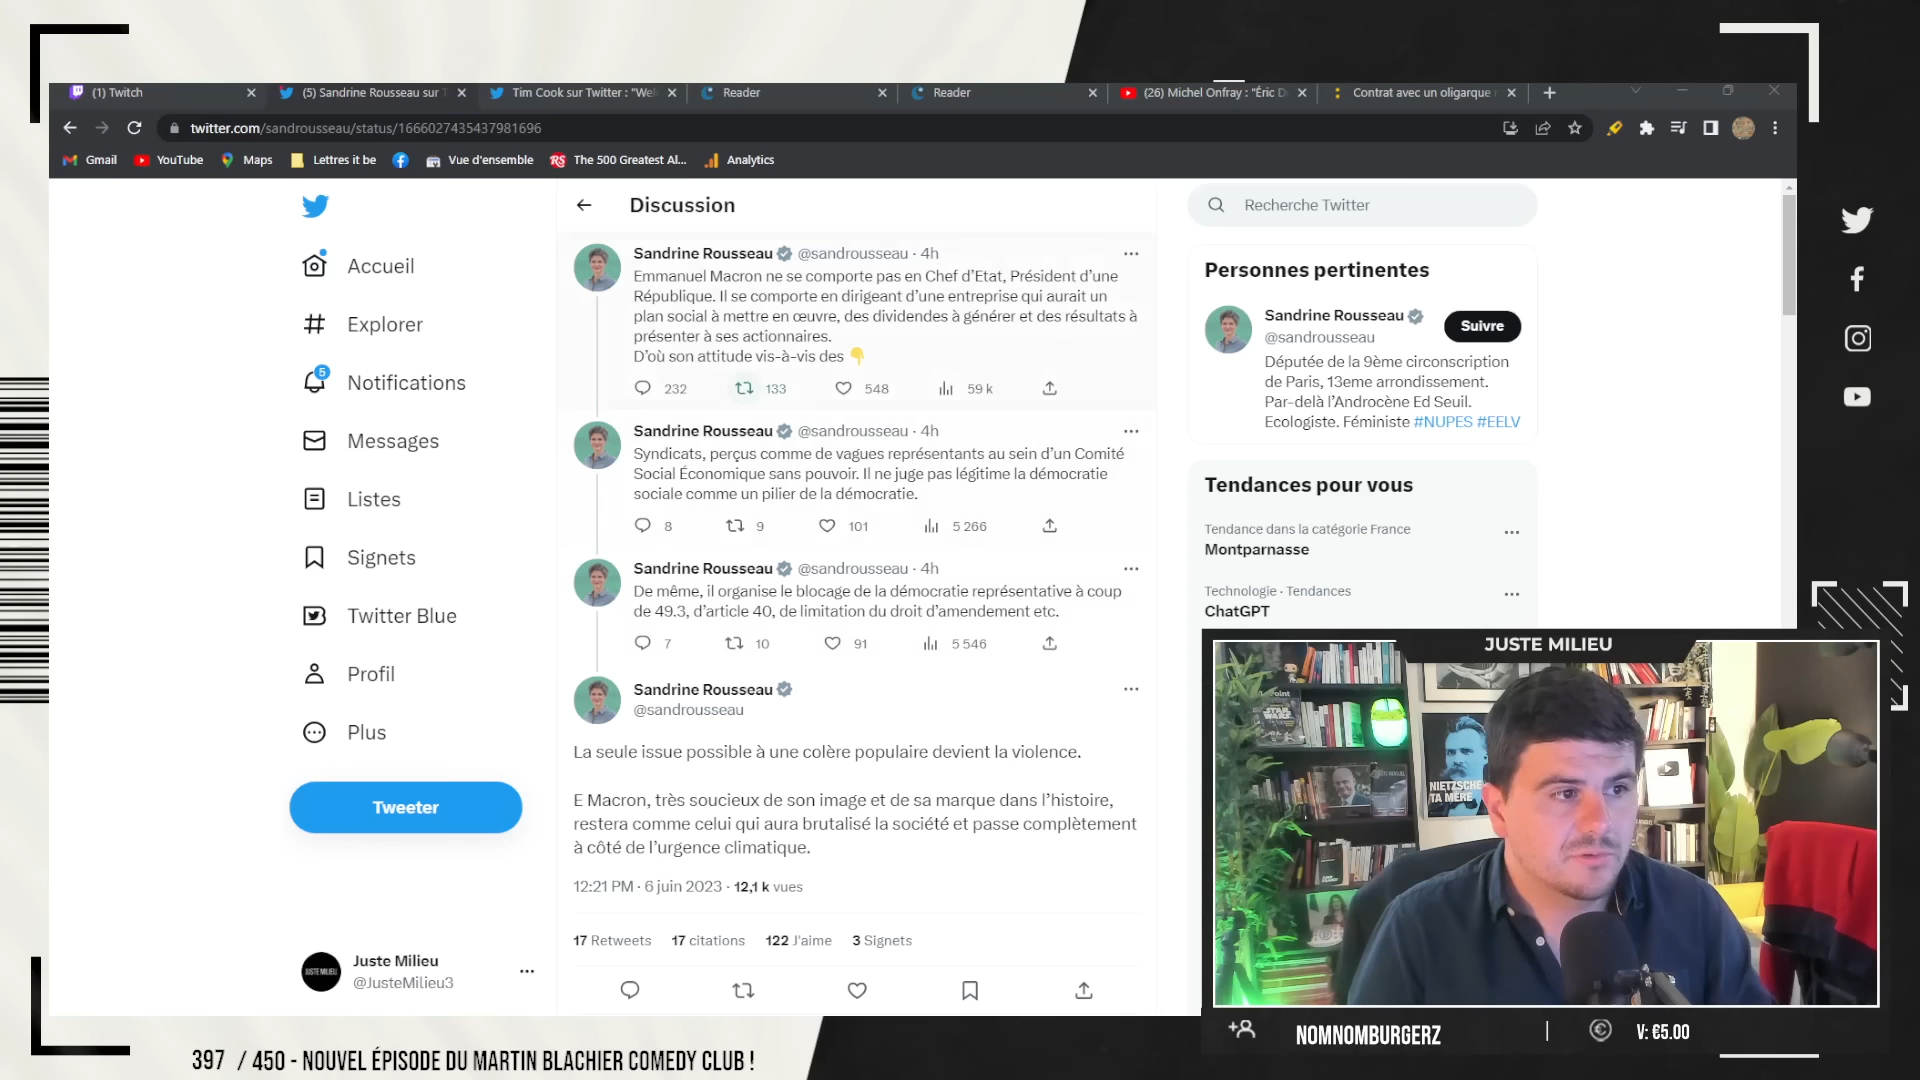 (1) Twitch
(5) Sandrine Rousseau sur T
Tim Cook sur Twitter : "Wel
Reader
Reader
(26) Michel Onfray : "Éric D
Contrat avec un oligarque r
twitter.com/sandrousseau/status/1666027435437981696
Gmail
YouTube
Maps
Lettres it be
Vue d'ensemble
The 500 Greatest Al...
Analytics
Discussion
Recherche Twitter
Accueil
Explorer
5
Notifications
Messages
Listes
Signets
Twitter Blue
Profil
Plus
Tweeter
Juste Milieu
@JusteMilieu3
Sandrine Rousseau @sandrousseau · 4h
Emmanuel Macron ne se comporte pas en Chef d’Etat, Président d’une
République. Il se comporte en dirigeant d’une entreprise qui aurait un
plan social à mettre en œuvre, des dividendes à générer et des résultats à
présenter à ses actionnaires.
D’où son attitude vis-à-vis des 👇
232 133 548 59 k
Sandrine Rousseau @sandrousseau · 4h
Syndicats, perçus comme de vagues représentants au sein d’un Comité
Social Économique sans pouvoir. Il ne juge pas légitime la démocratie
sociale comme un pilier de la démocratie.
8 9 101 5 266
Sandrine Rousseau @sandrousseau · 4h
De même, il organise le blocage de la démocratie représentative à coup
de 49.3, d’article 40, de limitation du droit d’amendement etc.
7 10 91 5 546
Sandrine Rousseau
@sandrousseau
La seule issue possible à une colère populaire devient la violence.
E Macron, très soucieux de son image et de sa marque dans l’histoire,
restera comme celui qui aura brutalisé la société et passe complètement
à côté de l’urgence climatique.
12:21 PM · 6 juin 2023 · 12,1 k vues
17 Retweets 17 citations 122 J'aime 3 Signets
Personnes pertinentes
Sandrine Rousseau
@sandrousseau
Suivre
Députée de la 9ème circonscription
de Paris, 13eme arrondissement.
Par-delà l’Androcène Ed Seuil.
Ecologiste. Féministe #NUPES #EELV
Tendances pour vous
Tendance dans la catégorie France
Montparnasse
Technologie · Tendances
ChatGPT
JUSTE MILIEU
STAR
WARS
NIETZSCHE
TA MÈRE
NOMNOMBURGERZ
V: €5.00
397 / 450 - NOUVEL ÉPISODE DU MARTIN BLACHIER COMEDY CLUB !